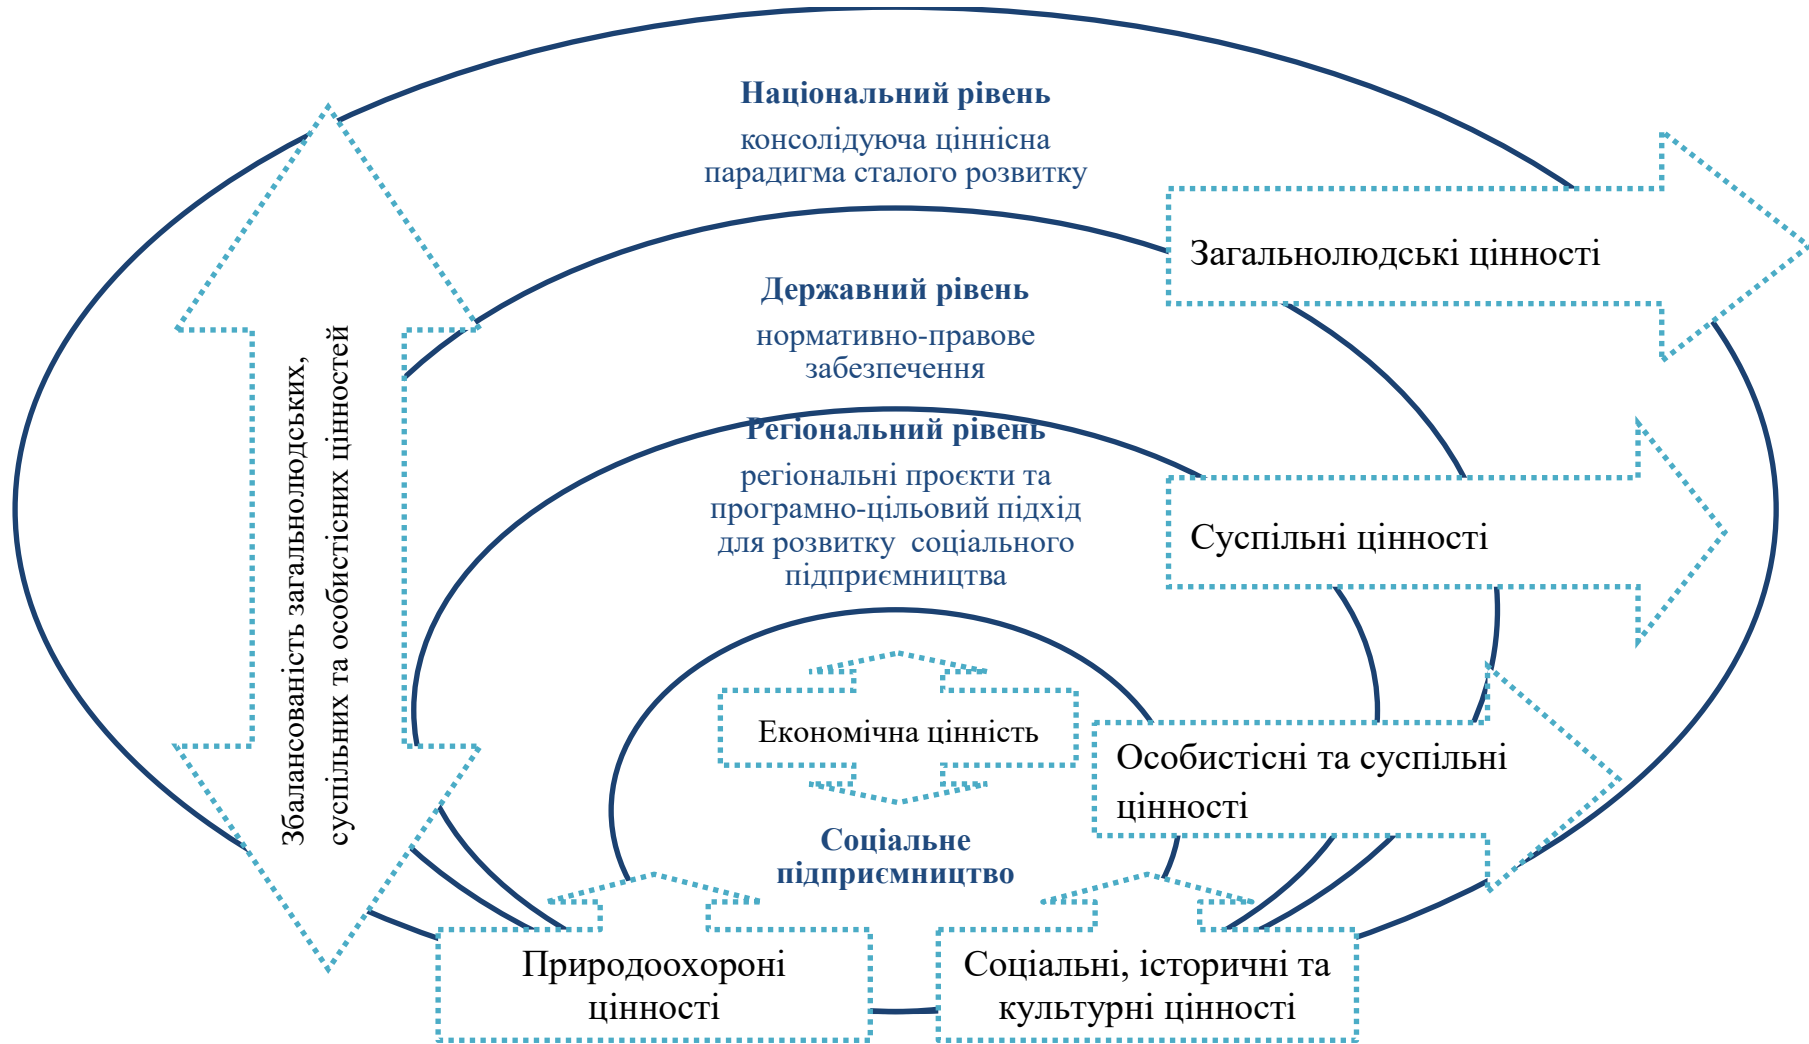 Національний рівень
консолідуюча ціннісна
парадигма сталого розвитку
Загальнолюдські цінності
Державний рівень
нормативно-правове
забезпечення
Збалансованість загальнолюдських,
суспільних та особистісних цінностей
Регіональний рівень
регіональні проєкти та
програмно-цільовий підхід
для розвитку соціального
підприємництва
Суспільні цінності
Економічна цінність
Особистісні та суспільні
цінності
Соціальне
підприємництво
Природоохороні
цінності
Соціальні, історичні та
культурні цінності